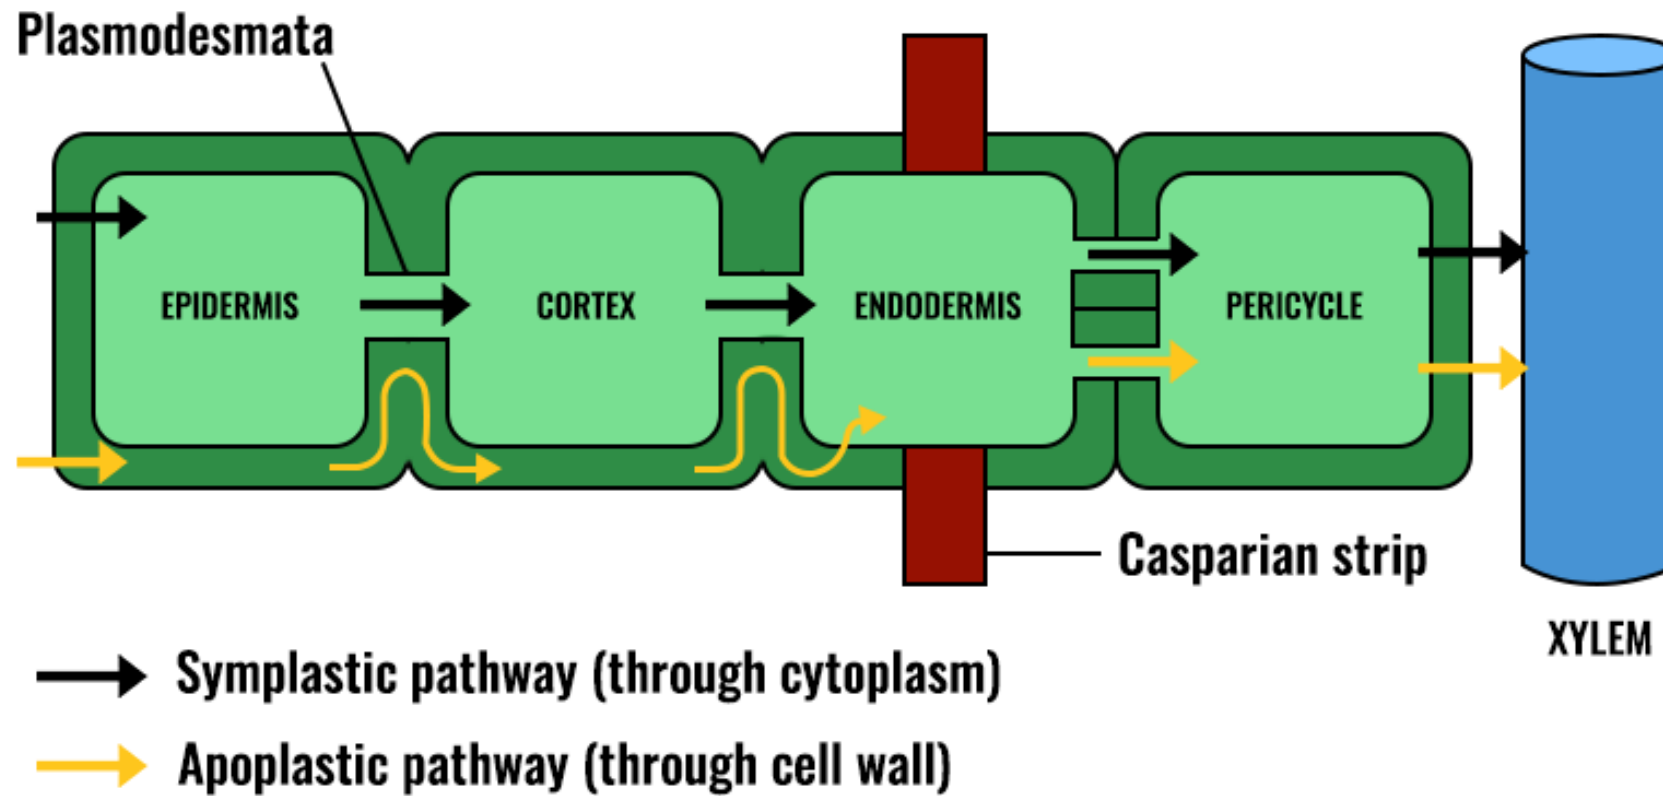 Plasmodesmata
EPIDERMIS
CORTEX
ENDODERMIS
PERICYCLE
Casparian strip
XYLEM
Symplastic pathway (through cytoplasm)
Apoplastic pathway (through cell wall)